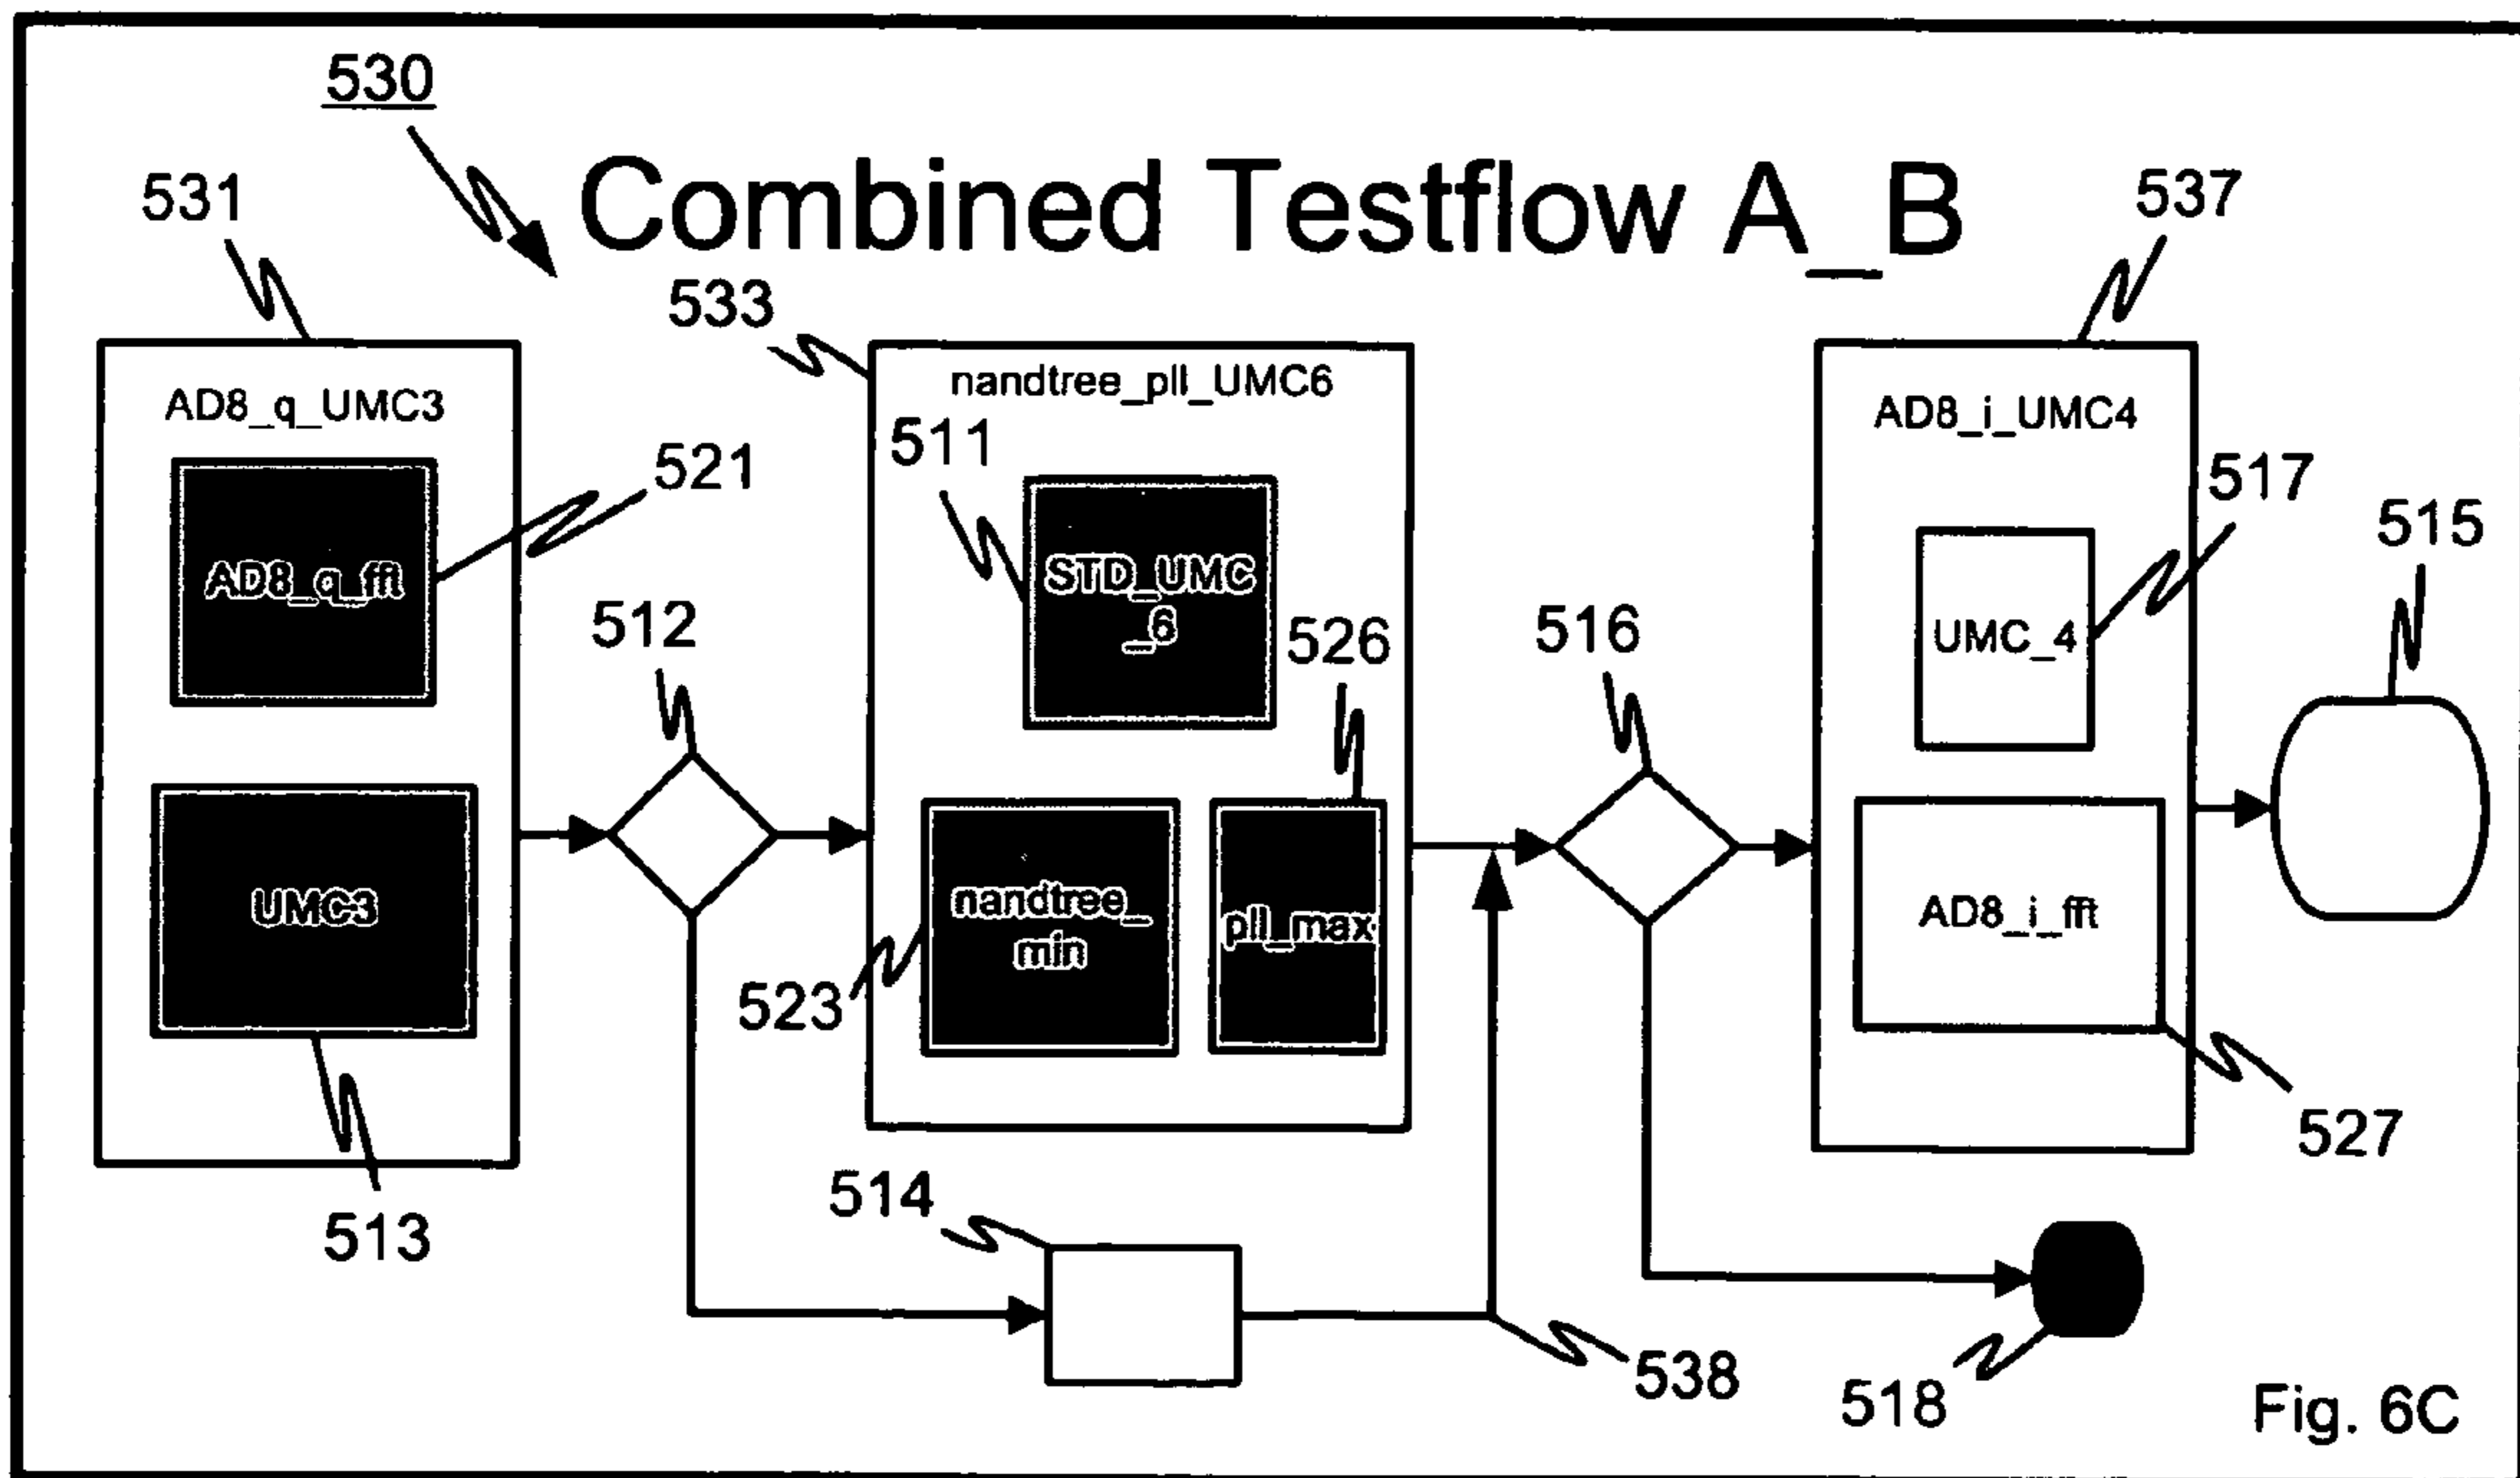 530
Combined Testflow A_B
531
533
537
AD8_q_UMC3
nandtree_pll_UMC6
AD8_i_UMC4
511
521
517
515
AD8_q_fft
STD_UMC
_6
512
526
516
UMC_4
UMC3
nandtree_
min
pll_max
AD8_i_fft
523
513
514
527
538
518
Fig. 6C